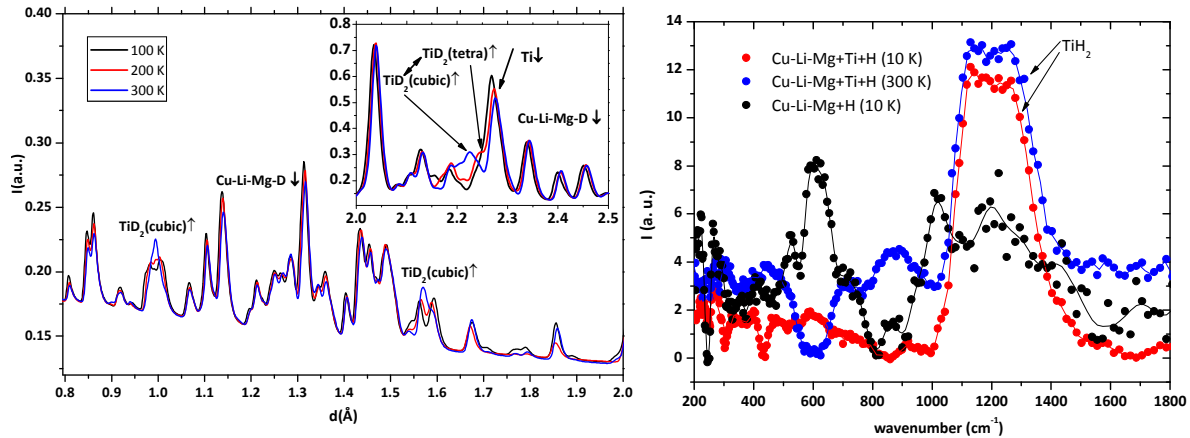 100 K
200 K
300 K
I(a.u.)
0.40
0.35
0.30
0.25
0.20
0.15
0.8 0.9 1.0 1.1 1.2 1.3 1.4 1.5 1.6 1.7 1.8 1.9 2.0
d(Å)
TiD2(cubic)↑
Cu-Li-Mg-D ↓
TiD2(cubic)↑
0.8
0.7
0.6
0.5
0.4
0.3
0.2
2.0 2.1 2.2 2.3 2.4 2.5
TiD2(tetra)↑
Ti↓
TiD2(cubic)↑
Cu-Li-Mg-D ↓
I (a. u.)
14
12
10
8
6
4
2
0
200 400 600 800 1000 1200 1400 1600 1800
wavenumber (cm-1)
Cu-Li-Mg+Ti+H (10 K)
Cu-Li-Mg+Ti+H (300 K)
Cu-Li-Mg+H (10 K)
TiH2